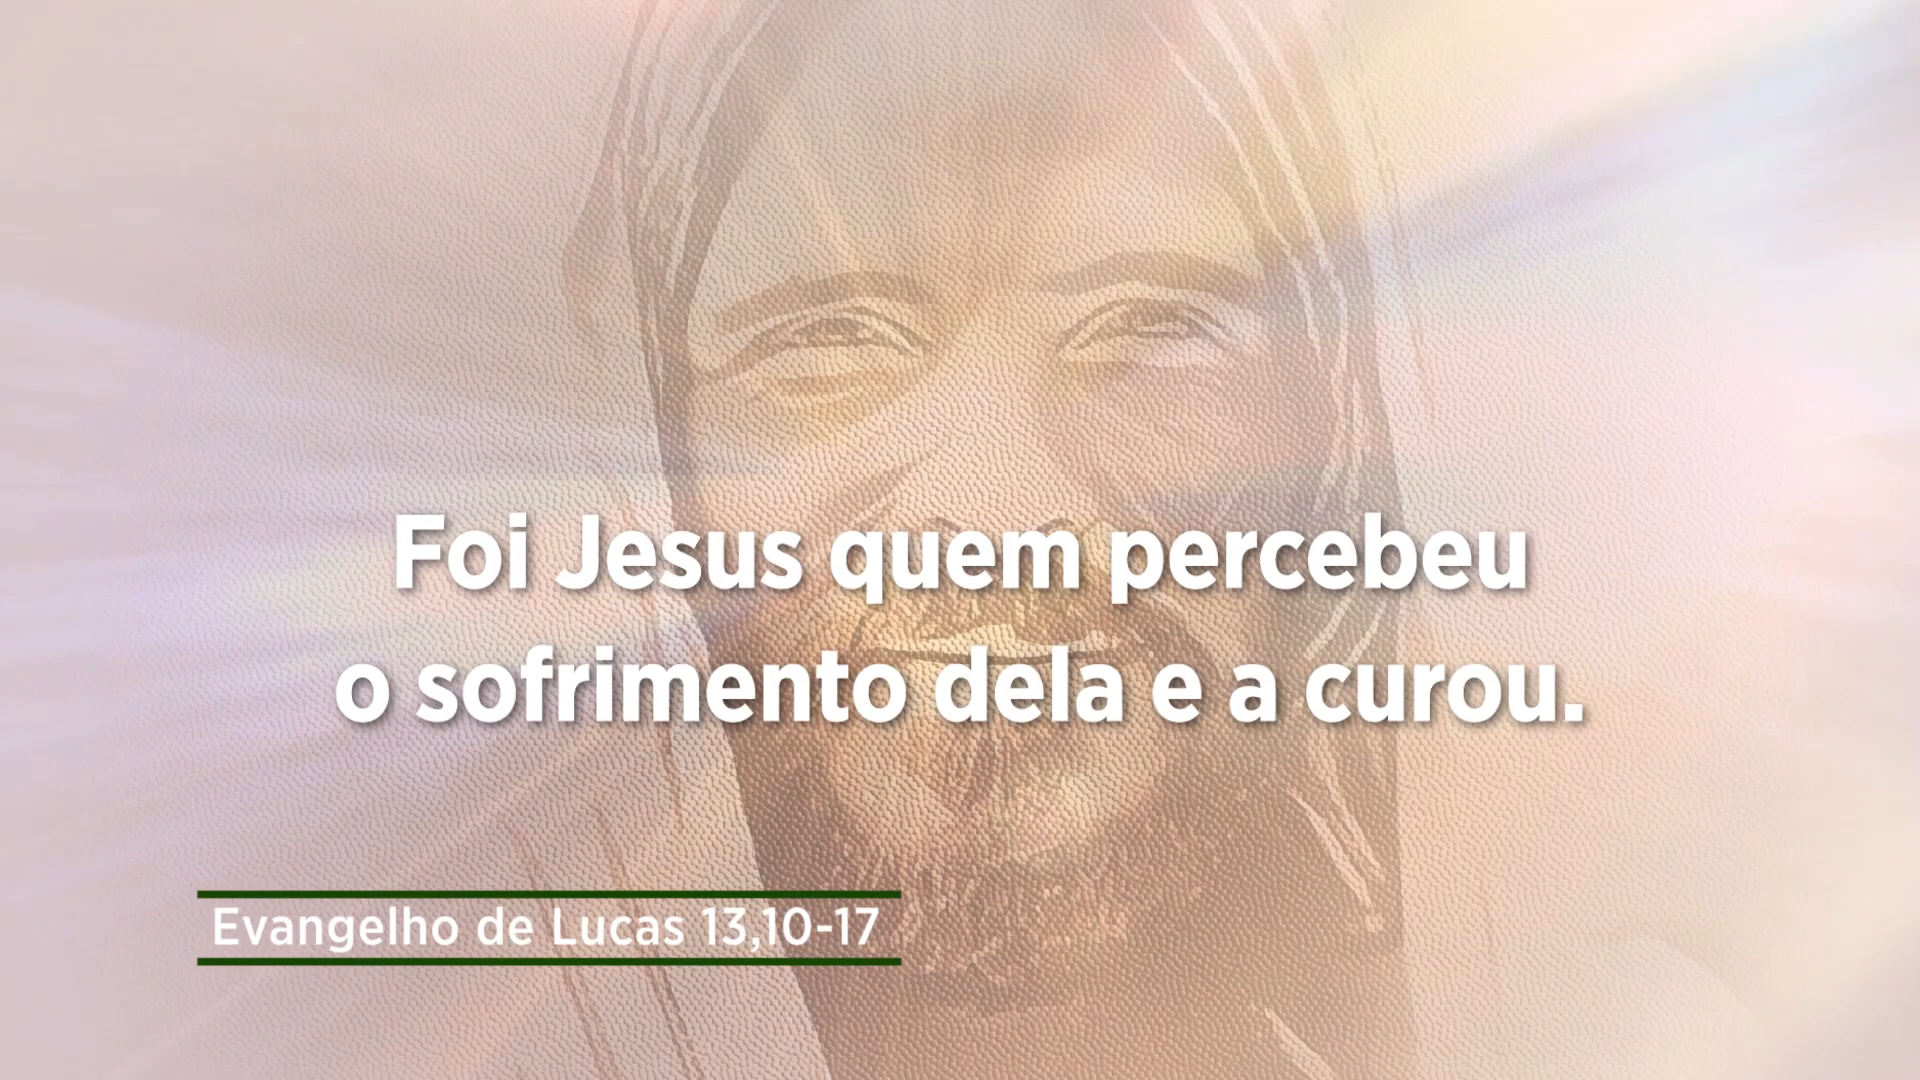 Foi Jesus quem percebeu
o sofrimento dela e a curou.
Evangelho de Lucas 13,10-17